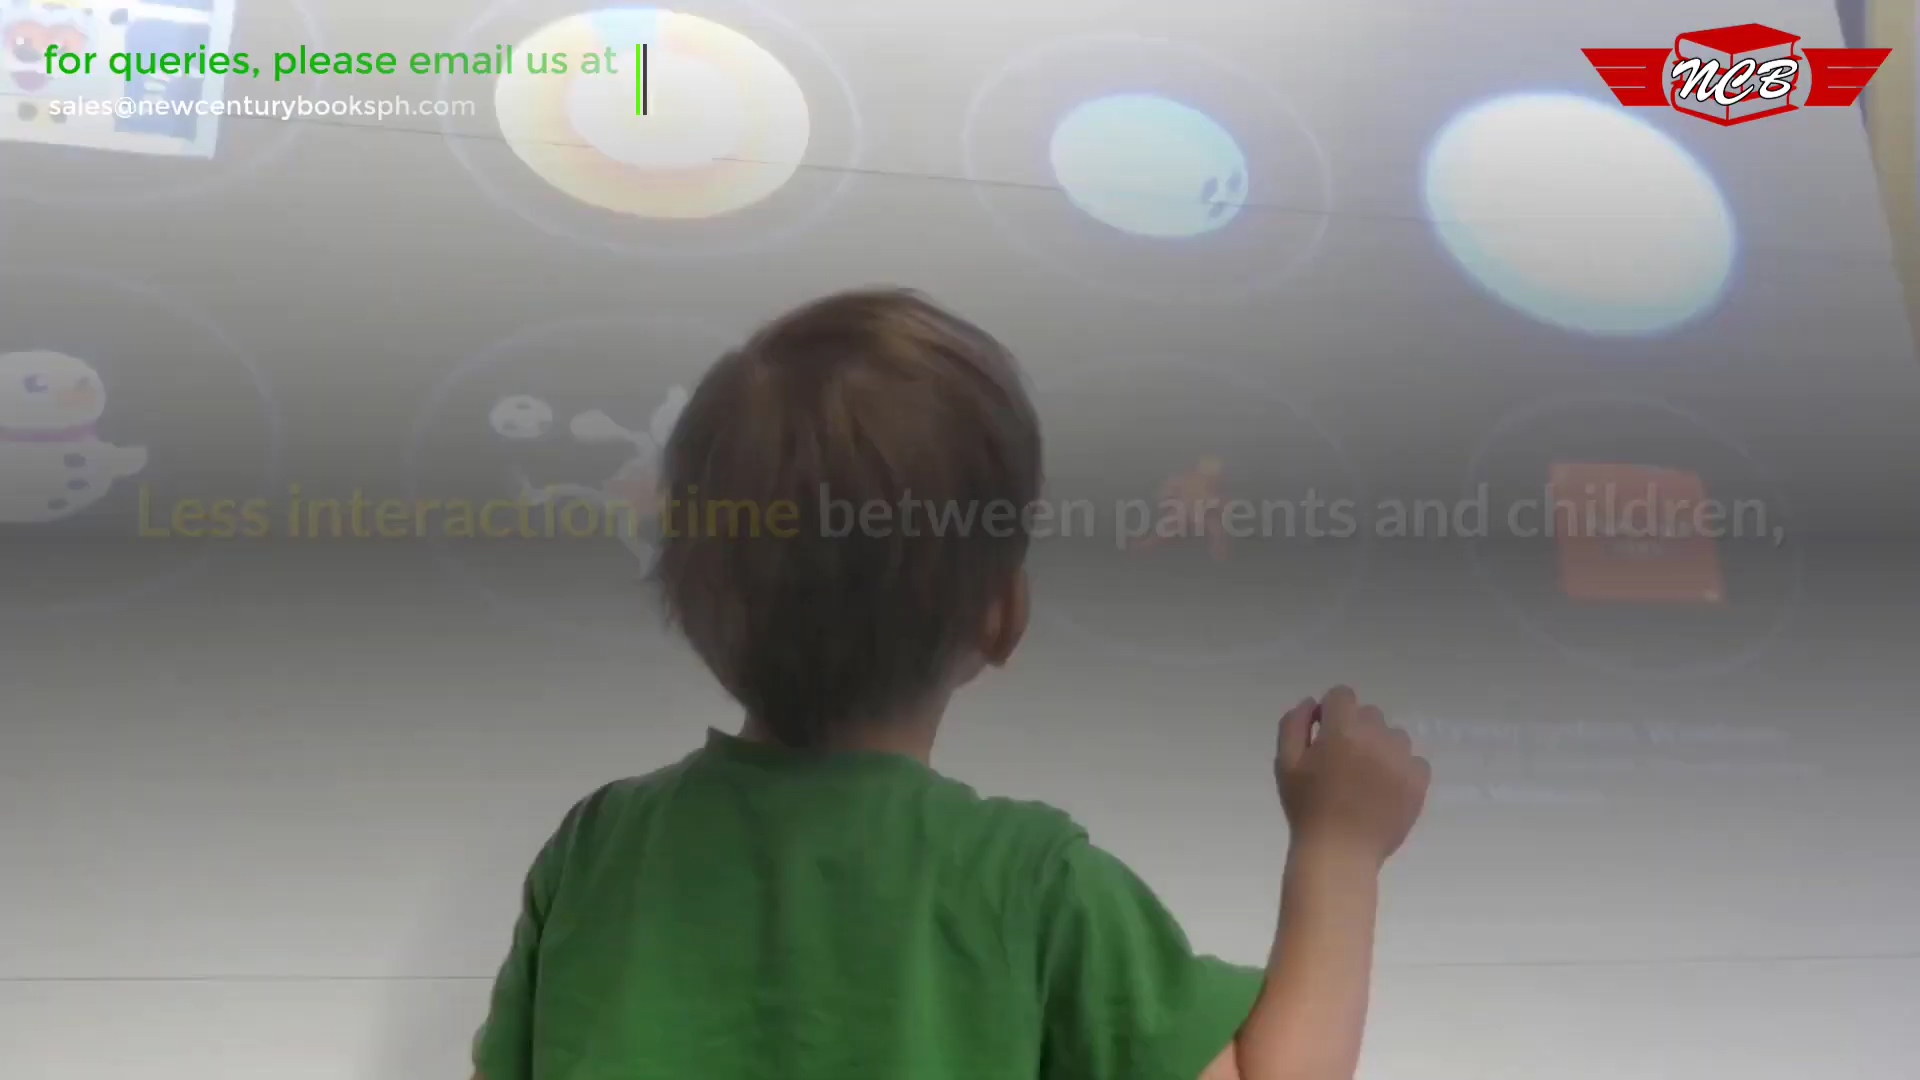 for queries, please email us at
sales@newcenturybooksph.com
NCB
Less interaction time between parents and children,